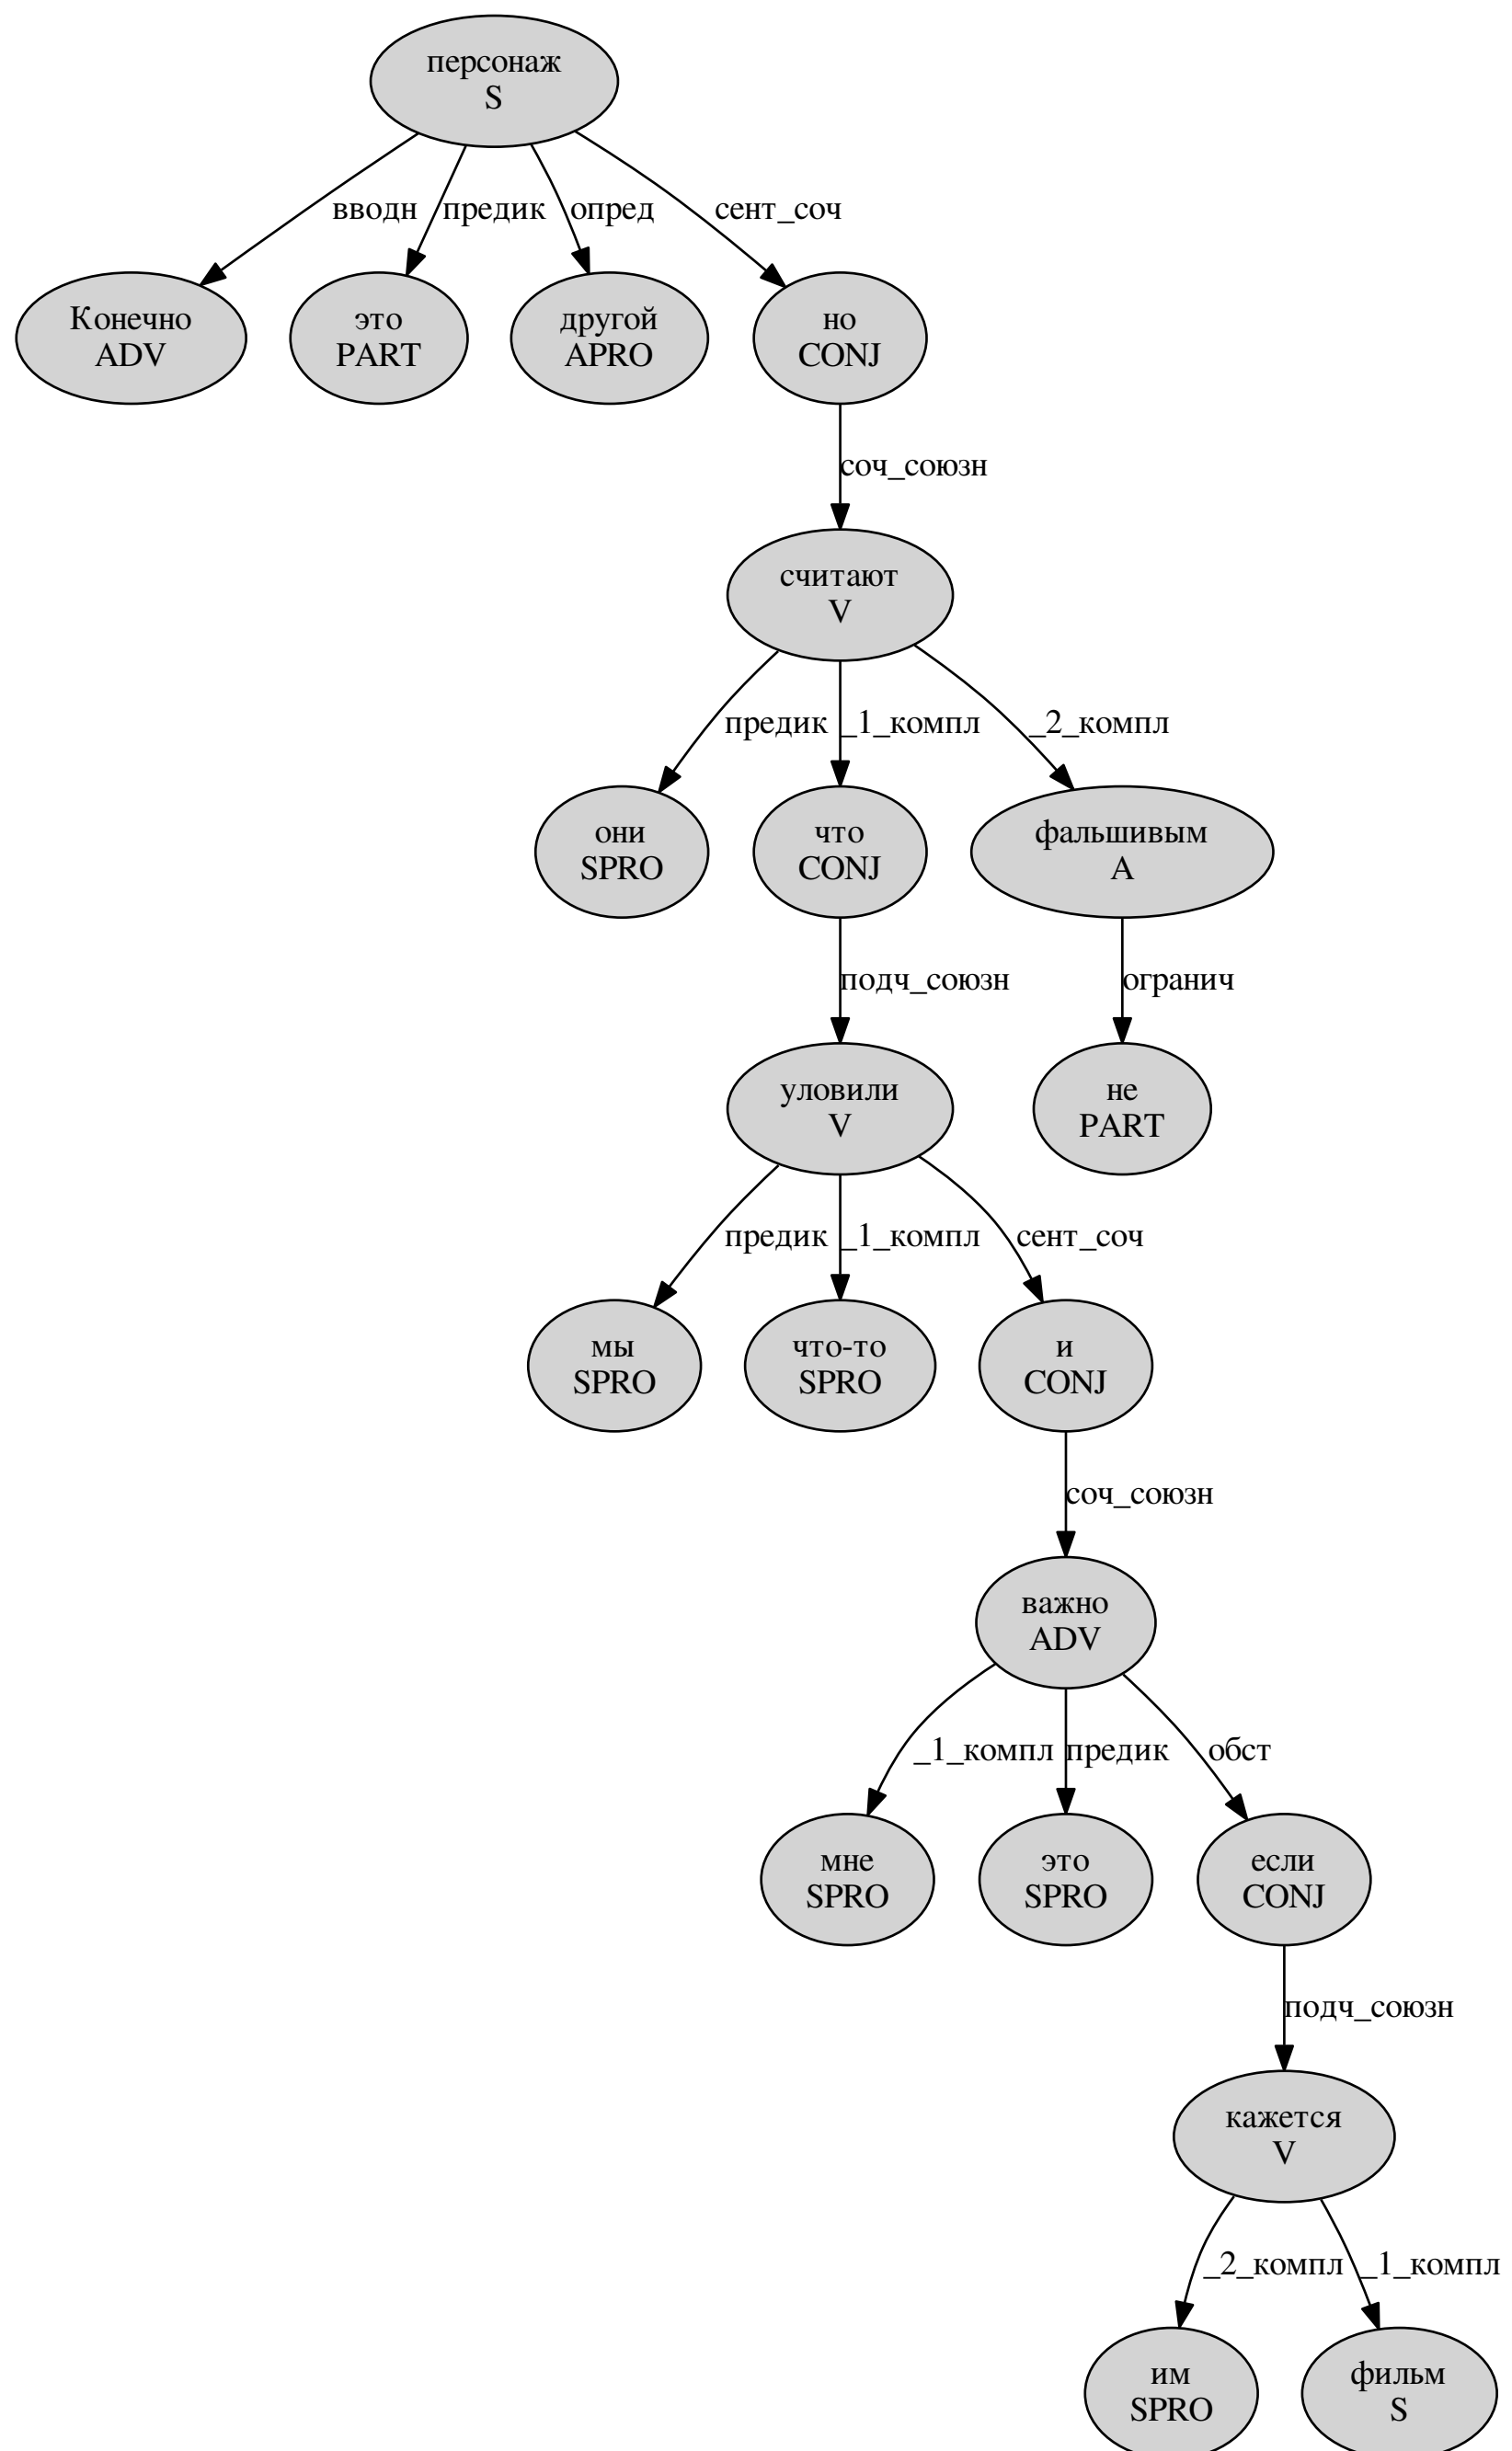 персонаж
S
вводн предик опред сент_соч
Конечно
ADV
это
PART
другой
APRO
но
CONJ
соч_союзн
считают
V
предик _1_компл _2_компл
они
SPRO
что
CONJ
фальшивым
A
подч_союзн огранич
уловили
V
не
PART
предик _1_компл сент_соч
мы
SPRO
что-то
SPRO
и
CONJ
соч_союзн
важно
ADV
_1_компл предик обст
мне
SPRO
это
SPRO
если
CONJ
подч_союзн
кажется
V
_2_компл _1_компл
им
SPRO
фильм
S